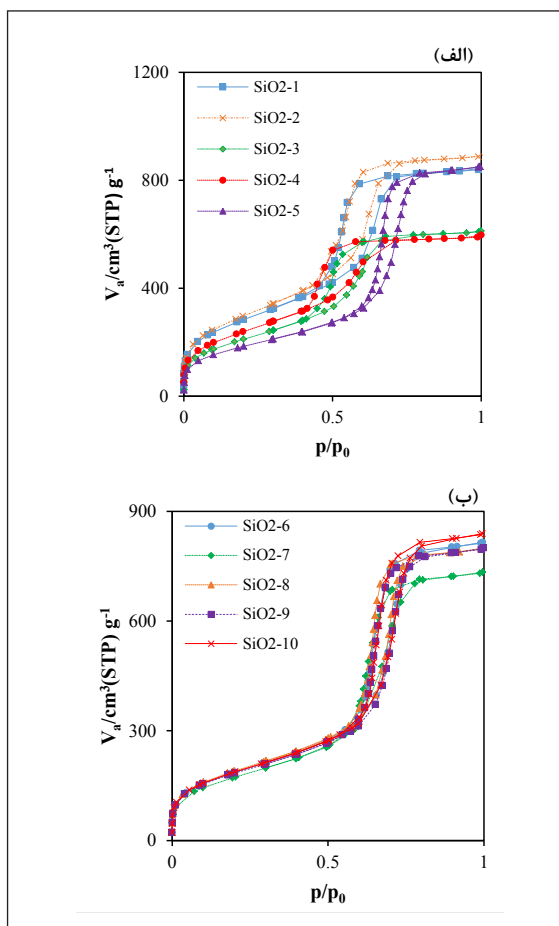 (الف)
1200
800
400
0
SiO2-1
SiO2-2
SiO2-3
SiO2-4
SiO2-5
Va/cm3(STP) g-1
0 0.5 1
p/p0
(ب)
900
600
300
0
SiO2-6
SiO2-7
SiO2-8
SiO2-9
SiO2-10
Va/cm3(STP) g-1
0 0.5 1
p/p0